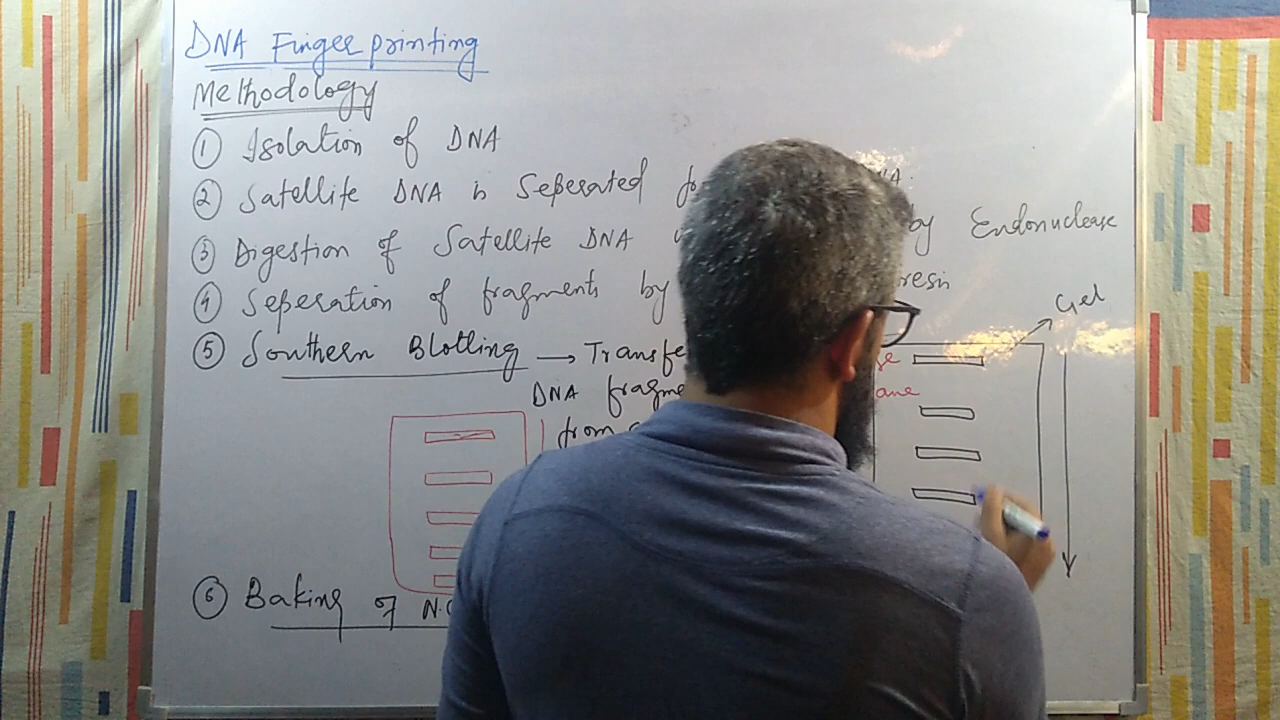 DNA Finger printing
Methodology
① Isolation of DNA
② Satellite DNA is Seperated
③ Digestion of Satellite DNA by Endonuclease
④ Seperation of fragments by
⑤ Southern Blotting → Transfe
Gel
DNA fragme
from
⑥ Baking of N.C